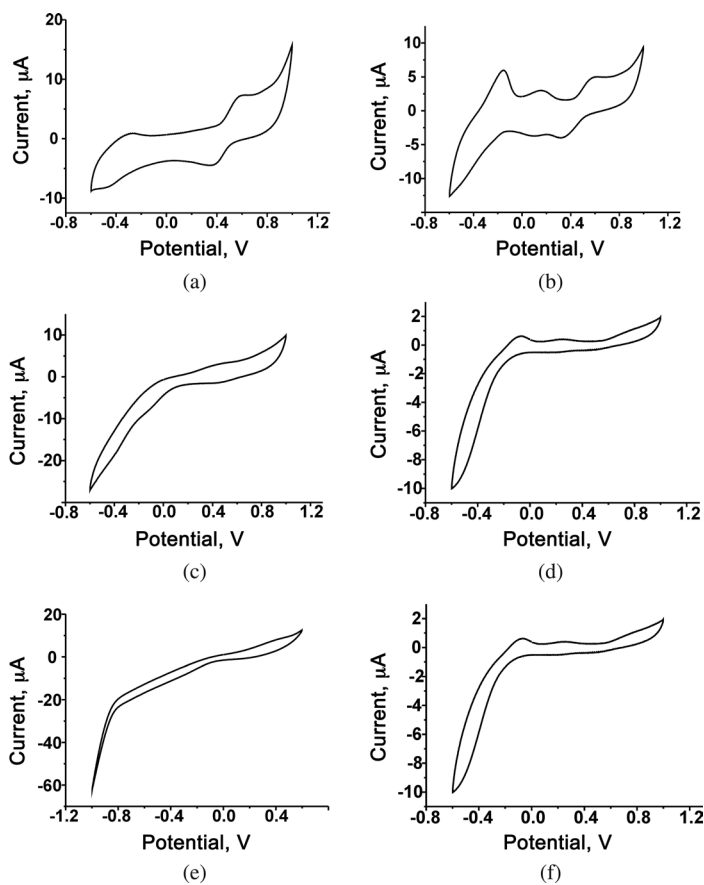 20
10
0
-10
Current, μA
-0.8 -0.4 0.0 0.4 0.8 1.2
Potential, V
(a)
10
5
0
-5
-10
Current, μA
-0.8 -0.4 0.0 0.4 0.8 1.2
Potential, V
(b)
10
0
-10
-20
Current, μA
-0.8 -0.4 0.0 0.4 0.8 1.2
Potential, V
(c)
2
0
-2
-4
-6
-8
-10
Current, μA
-0.8 -0.4 0.0 0.4 0.8 1.2
Potential, V
(d)
20
0
-20
-40
-60
Current, μA
-1.2 -0.8 -0.4 0.0 0.4
Potential, V
(e)
2
0
-2
-4
-6
-8
-10
Current, μA
-0.8 -0.4 0.0 0.4 0.8 1.2
Potential, V
(f)